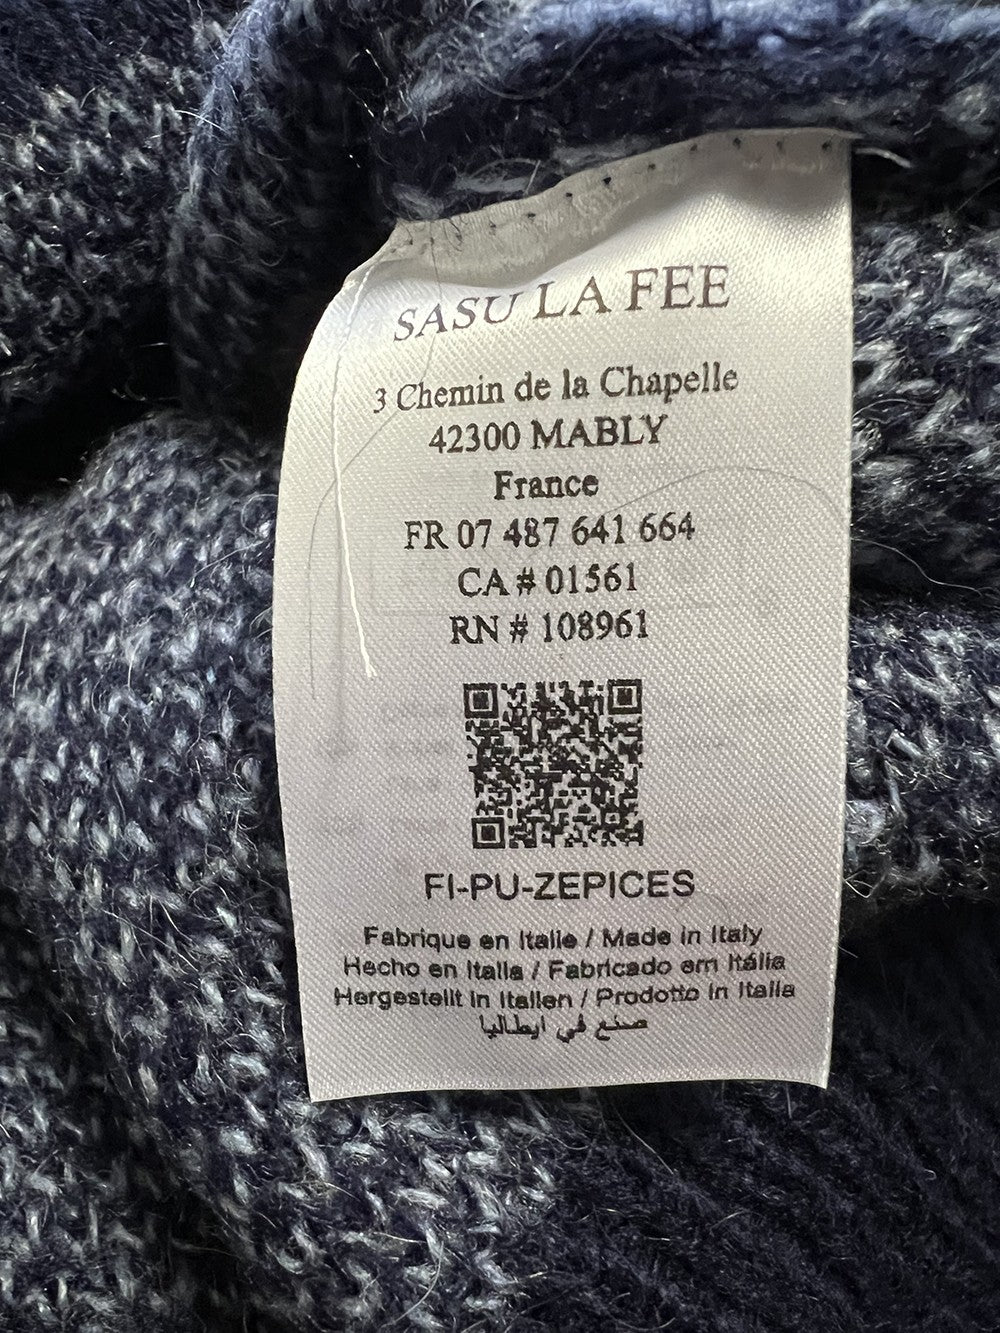 SASU LA FEE
3 Chemin de la Chapelle
42300 MABLY
France
FR 07 487 641 664
CA # 01561
RN # 108961
FI-PU-ZEPICES
Fabrique en Italie / Made in Italy
Hecho en Italia / Fabricado em Itália
Hergestellt in Italien / Prodotto in Italia
صنع في ايطاليا